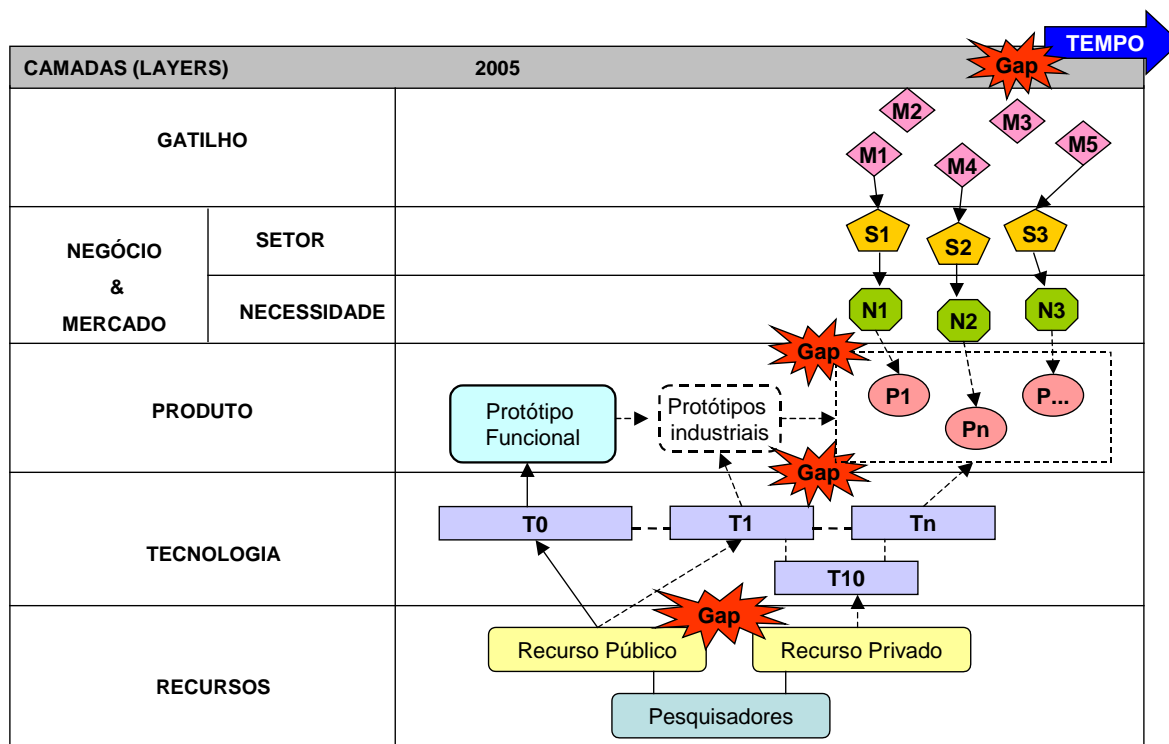 TEMPO
CAMADAS (LAYERS)
2005
Gap
GATILHO
M2
M3
M1
M4
M5
NEGÓCIO
&
MERCADO
SETOR
S1
S2
S3
NECESSIDADE
N1
N2
N3
Gap
PRODUTO
Protótipo
Funcional
Protótipos
industriais
P1
Pn
P...
Gap
TECNOLOGIA
T0
T1
Tn
T10
Gap
RECURSOS
Recurso Público
Recurso Privado
Pesquisadores